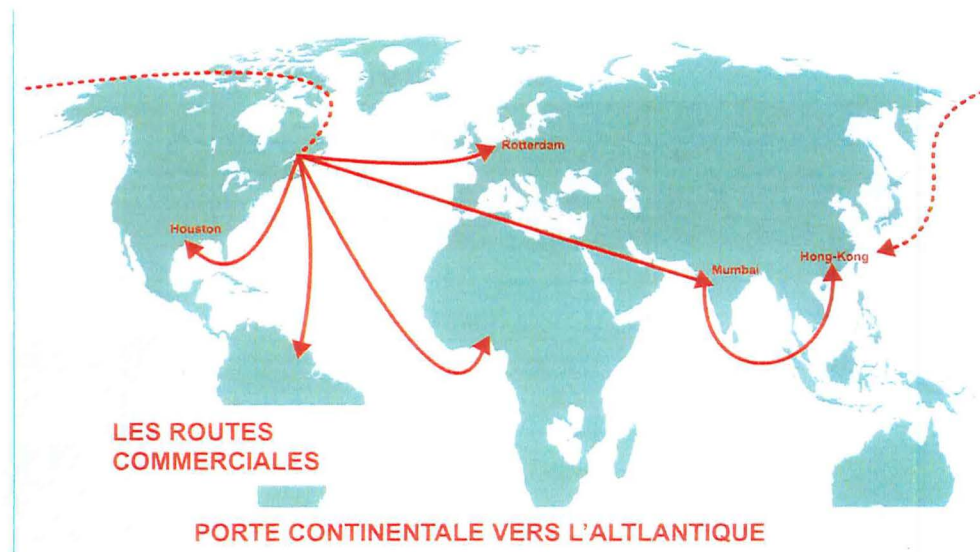 Rotterdam
Houston
Hong-Kong
Mumbai
LES ROUTES
COMMERCIALES
PORTE CONTINENTALE VERS L'ALTLANTIQUE